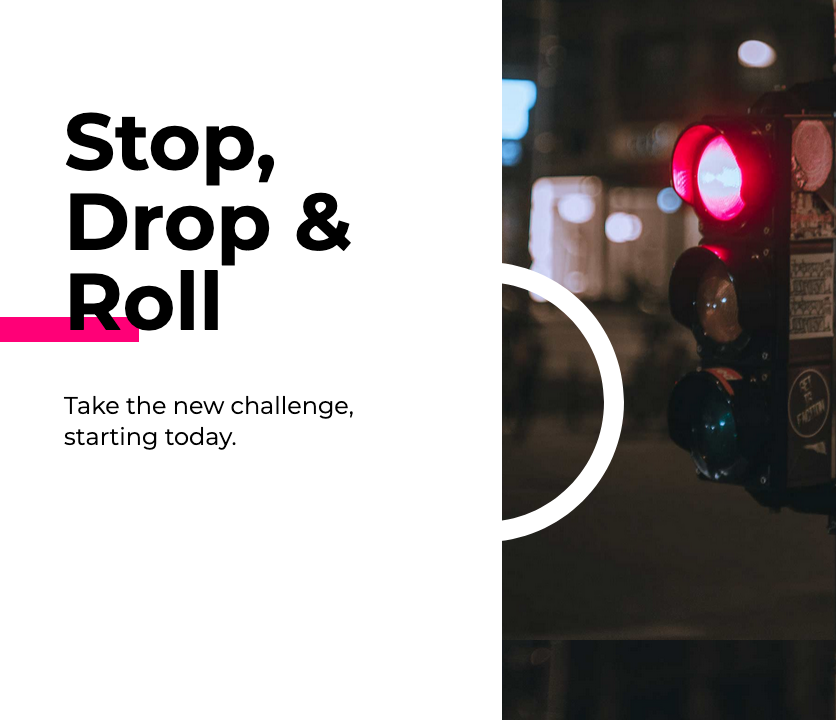 Stop,
Drop &
Roll
Take the new challenge,
starting today.